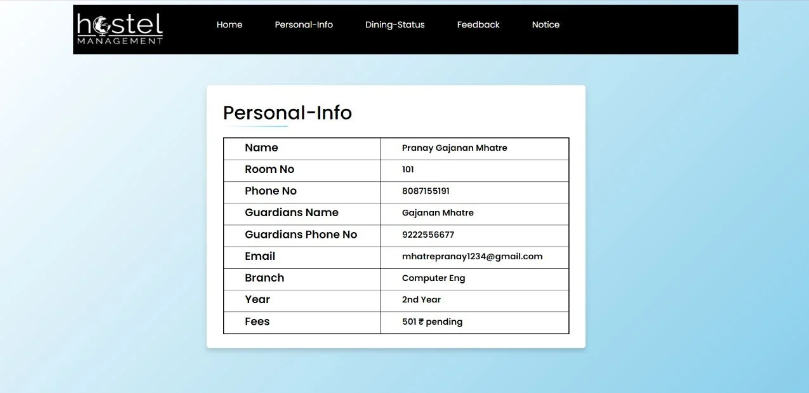 hostel
MANAGEMENT
Home Personal-Info Dining-Status Feedback Notice
Personal-Info
Name Pranay Gajanan Mhatre
Room No 101
Phone No 8087155191
Guardians Name Gajanan Mhatre
Guardians Phone No 9222556677
Email mhatrepranay1234@gmail.com
Branch Computer Eng
Year 2nd Year
Fees 501 ₹ pending